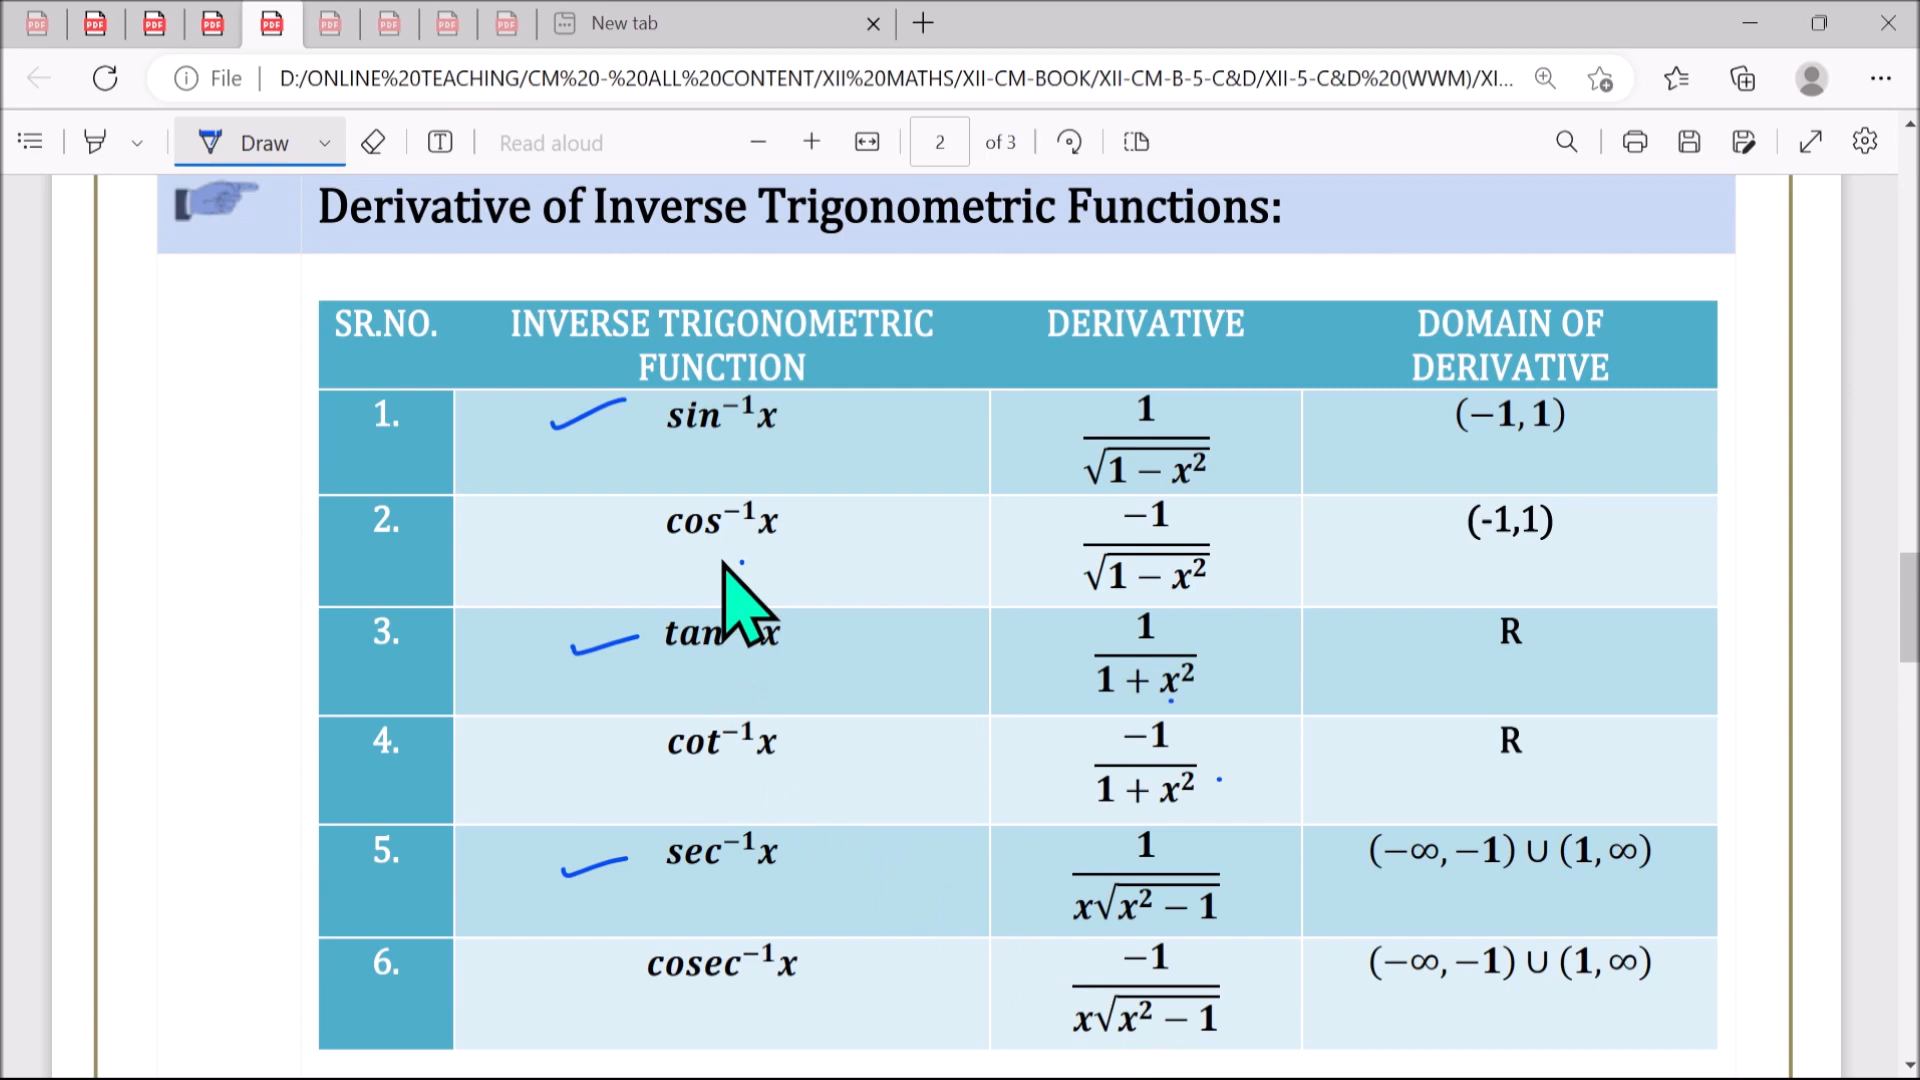 New tab
File
D:/ONLINE%20TEACHING/CM%20-%20ALL%20CONTENT/XII%20MATHS/XII-CM-BOOK/XII-CM-B-5-C&D/XII-5-C&D%20(WWM)/XI...
Draw
T
Read aloud
2 of 3
Derivative of Inverse Trigonometric Functions:
SR.NO. INVERSE TRIGONOMETRIC FUNCTION DERIVATIVE DOMAIN OF DERIVATIVE
1. sin⁻¹x 1/√(1 − x²) (−1, 1)
2. cos⁻¹x −1/√(1 − x²) (-1,1)
3. tan x 1/(1 + x²) R
4. cot⁻¹x −1/(1 + x²) R
5. sec⁻¹x 1/(x√(x² − 1)) (−∞, −1) ∪ (1, ∞)
6. cosec⁻¹x −1/(x√(x² − 1)) (−∞, −1) ∪ (1, ∞)